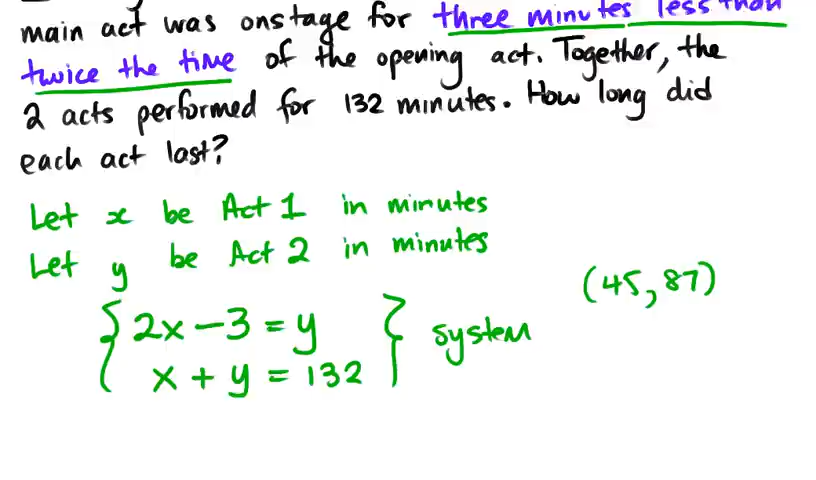 main act was onstage for three minutes less than
twice the time of the opening act. Together, the
2 acts performed for 132 minutes. How long did
each act last?
Let x be Act 1 in minutes
Let y be Act 2 in minutes
(45, 87)
{ 2x - 3 = y }
{ x + y = 132 } system